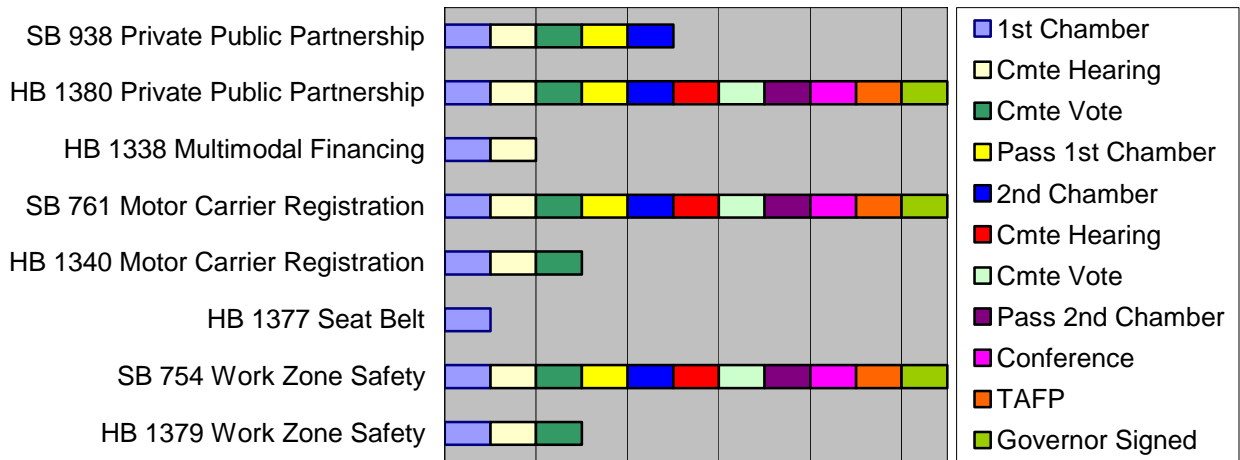 SB 938 Private Public Partnership
HB 1380 Private Public Partnership
HB 1338 Multimodal Financing
SB 761 Motor Carrier Registration
HB 1340 Motor Carrier Registration
HB 1377 Seat Belt
SB 754 Work Zone Safety
HB 1379 Work Zone Safety
1st Chamber
Cmte Hearing
Cmte Vote
Pass 1st Chamber
2nd Chamber
Cmte Hearing
Cmte Vote
Pass 2nd Chamber
Conference
TAFP
Governor Signed